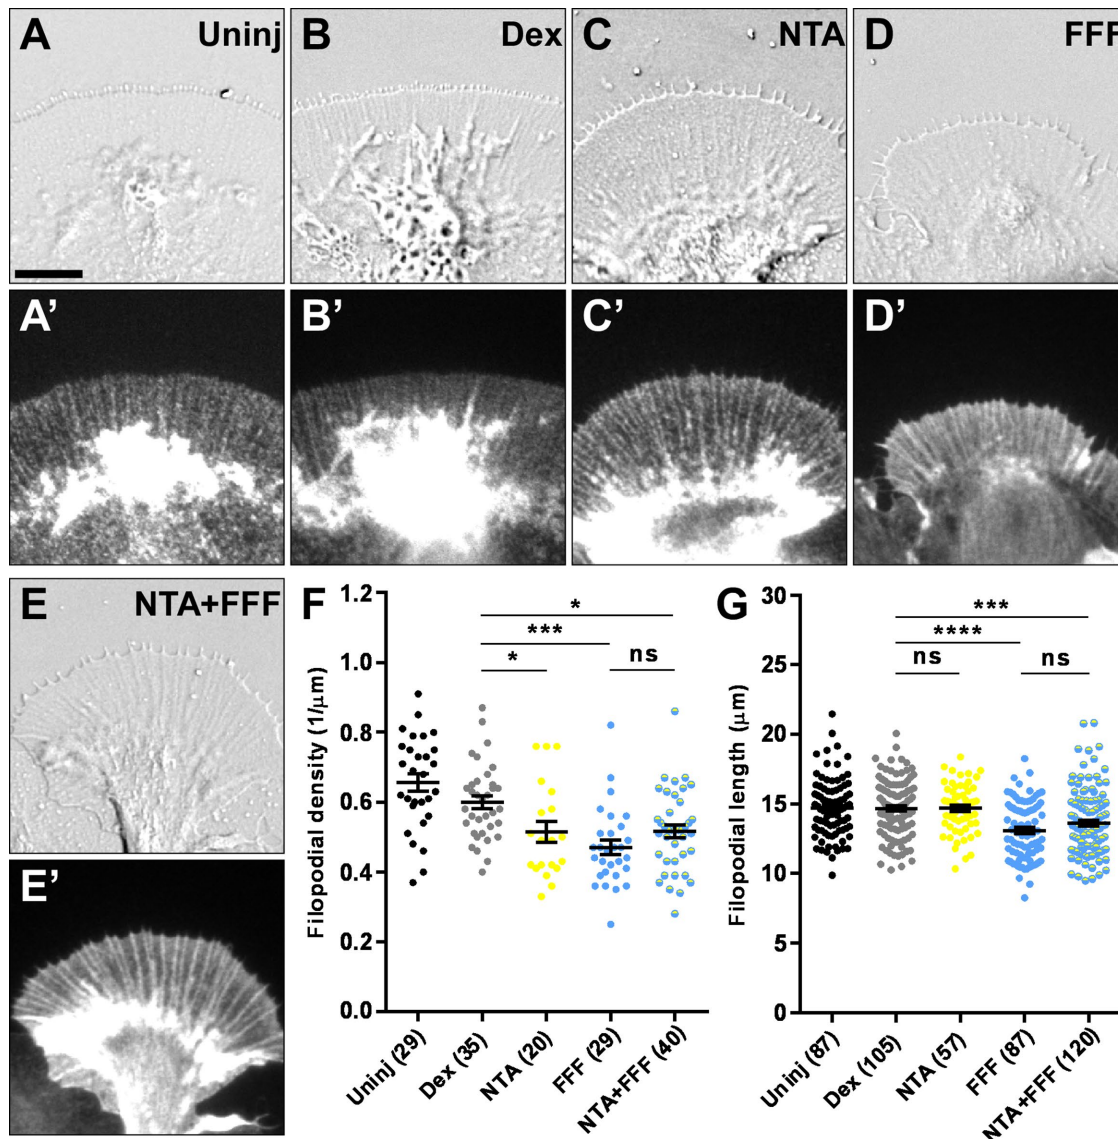 A Uninj
B Dex
C NTA
D FFF
A’
B’
C’
D’
E NTA+FFF
E’
F
Filopodial density (1/μm)
1.2
1.0
0.8
0.6
0.4
0.2
0.0
*
***
*
ns
Uninj (29)
Dex (35)
NTA (20)
FFF (29)
NTA+FFF (40)
G
Filopodial length (μm)
30
25
20
15
10
5
0
***
****
ns
ns
Uninj (87)
Dex (105)
NTA (57)
FFF (87)
NTA+FFF (120)